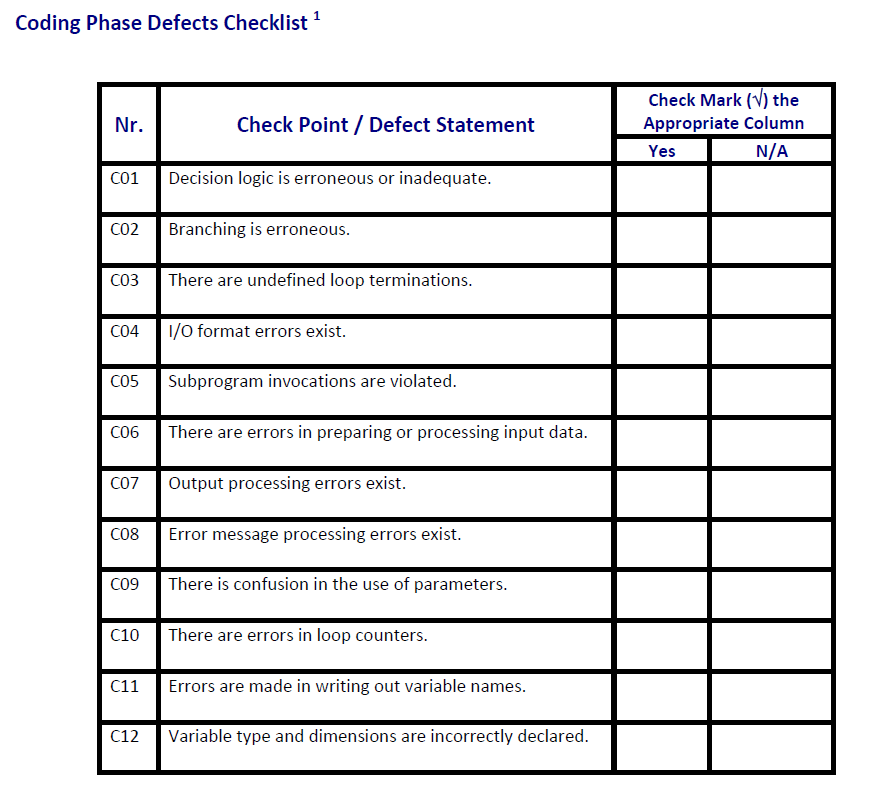 Coding Phase Defects Checklist 1
Nr.
Check Point / Defect Statement
Check Mark (√) the
Appropriate Column
Yes
N/A
C01 Decision logic is erroneous or inadequate.
C02 Branching is erroneous.
C03 There are undefined loop terminations.
C04 I/O format errors exist.
C05 Subprogram invocations are violated.
C06 There are errors in preparing or processing input data.
C07 Output processing errors exist.
C08 Error message processing errors exist.
C09 There is confusion in the use of parameters.
C10 There are errors in loop counters.
C11 Errors are made in writing out variable names.
C12 Variable type and dimensions are incorrectly declared.